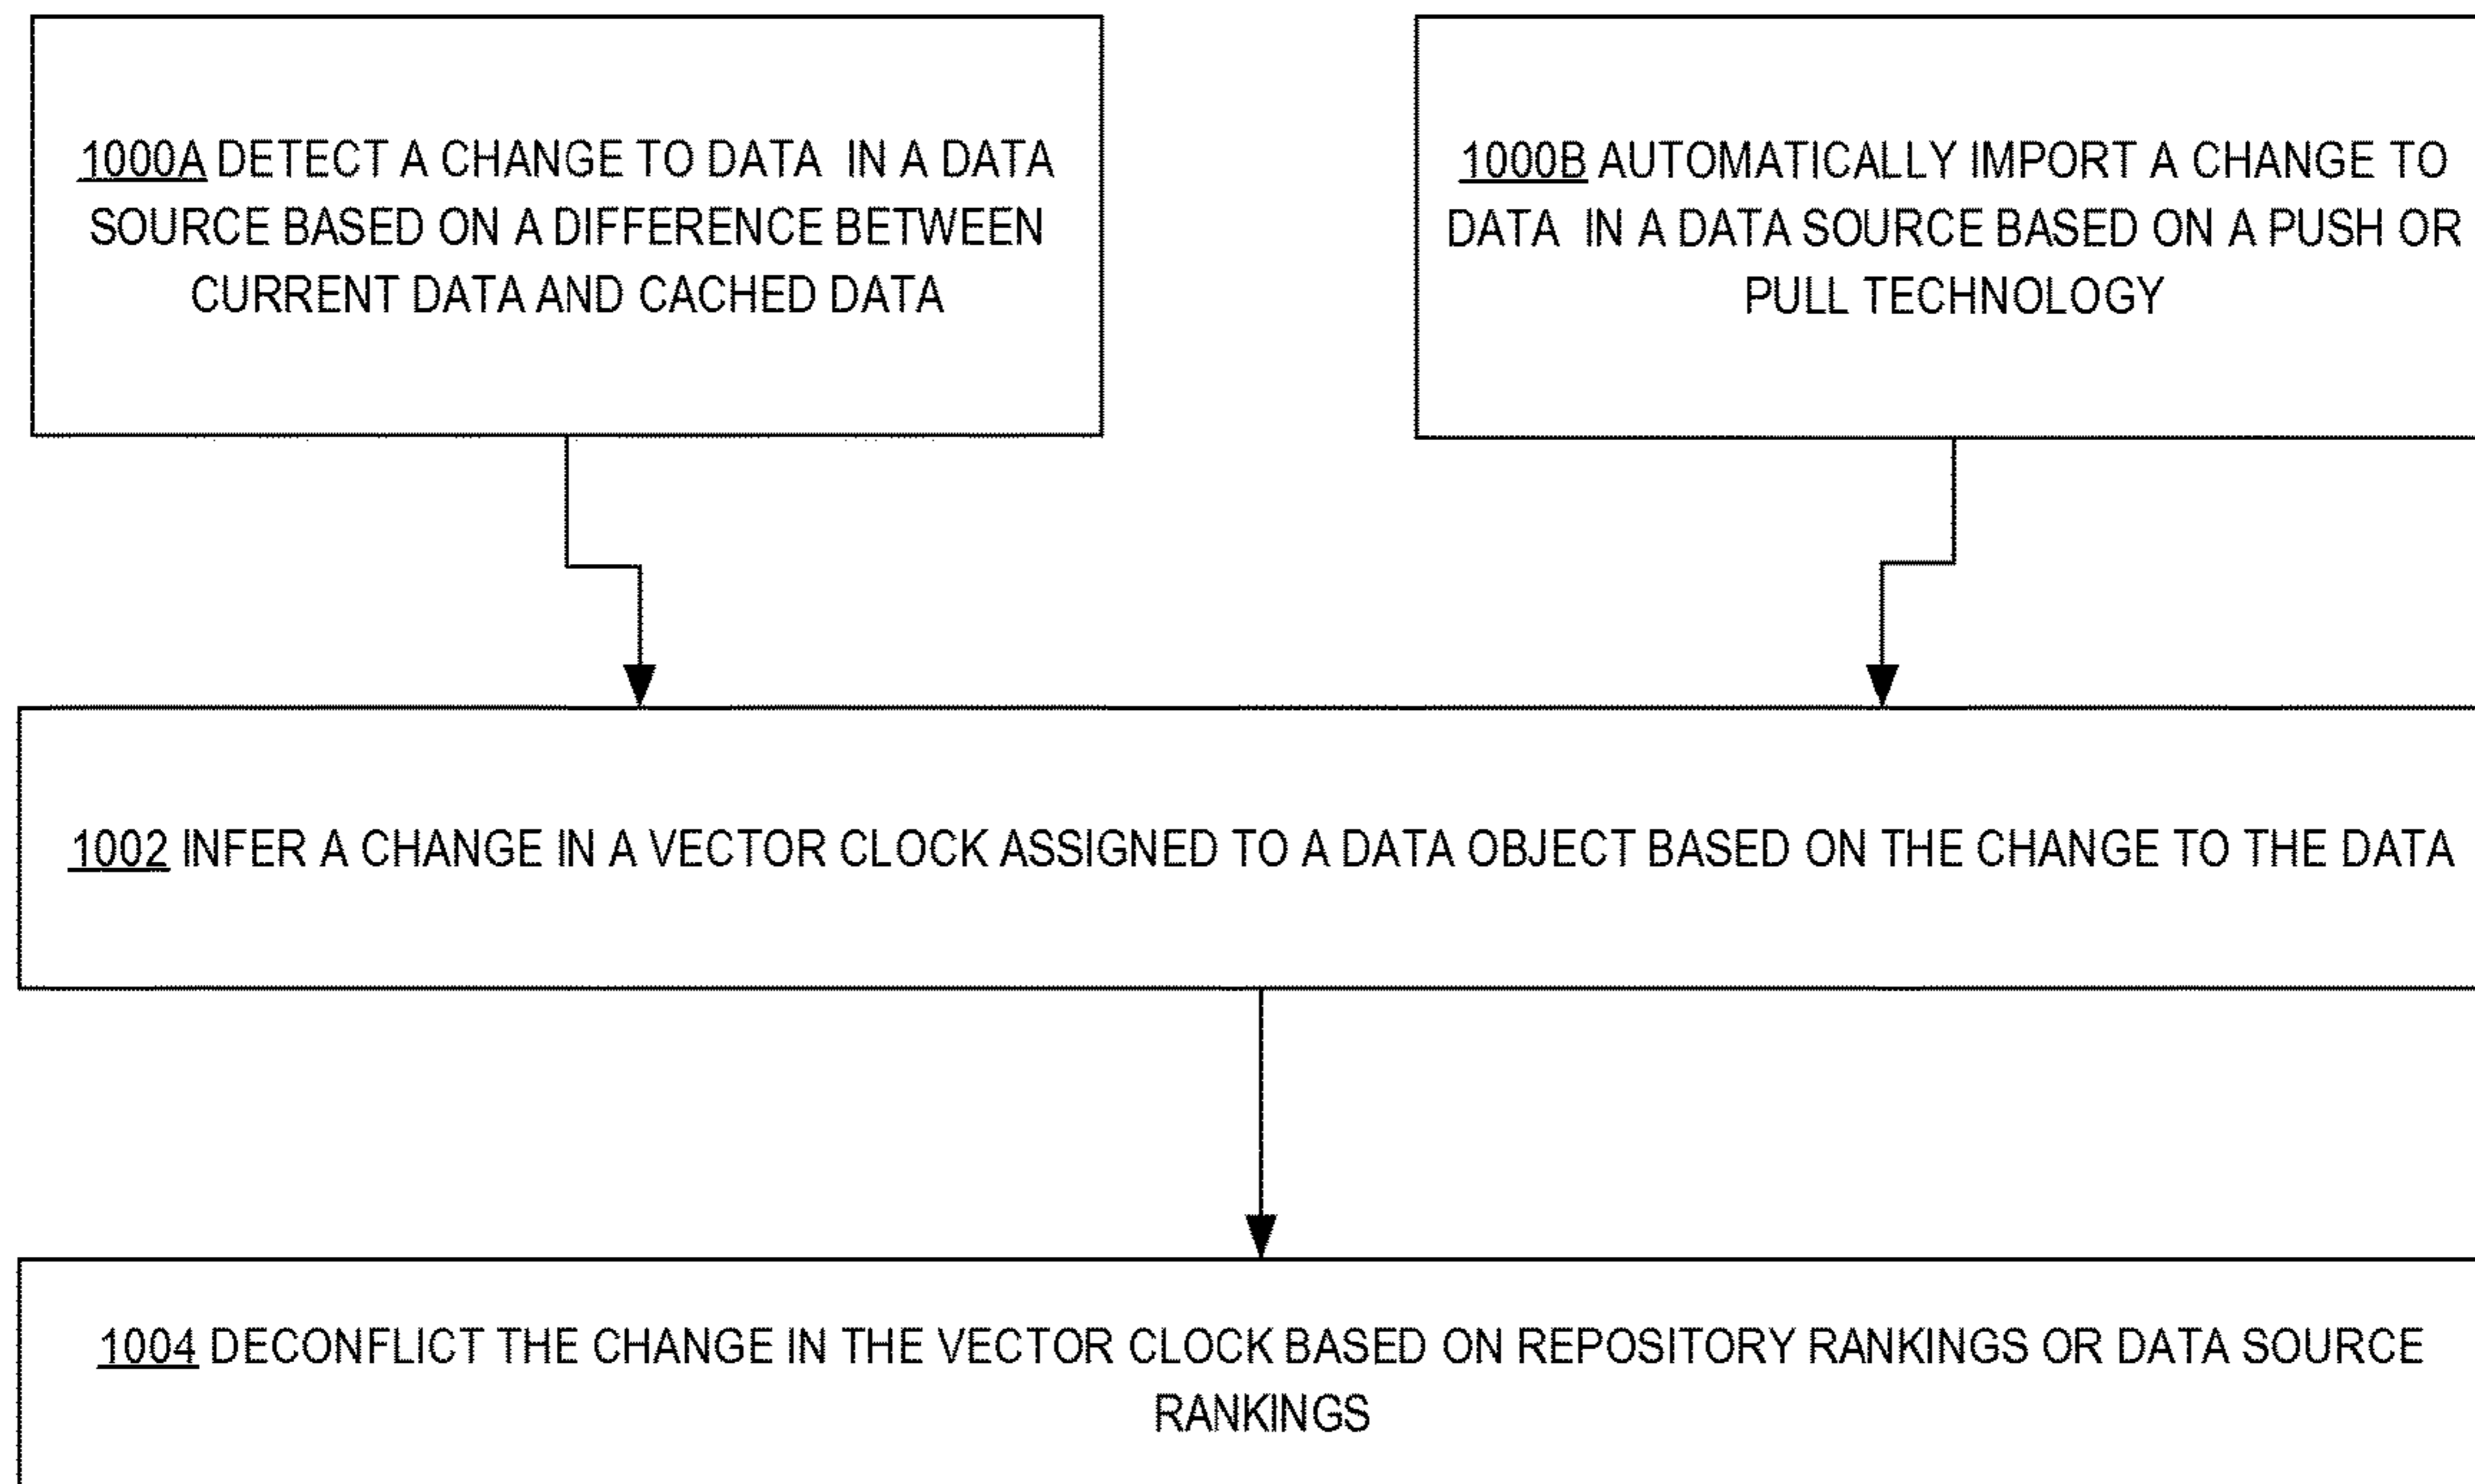 1000A DETECT A CHANGE TO DATA IN A DATA
SOURCE BASED ON A DIFFERENCE BETWEEN
CURRENT DATA AND CACHED DATA
1000B AUTOMATICALLY IMPORT A CHANGE TO
DATA IN A DATA SOURCE BASED ON A PUSH OR
PULL TECHNOLOGY
1002 INFER A CHANGE IN A VECTOR CLOCK ASSIGNED TO A DATA OBJECT BASED ON THE CHANGE TO THE DATA
1004 DECONFLICT THE CHANGE IN THE VECTOR CLOCK BASED ON REPOSITORY RANKINGS OR DATA SOURCE
RANKINGS